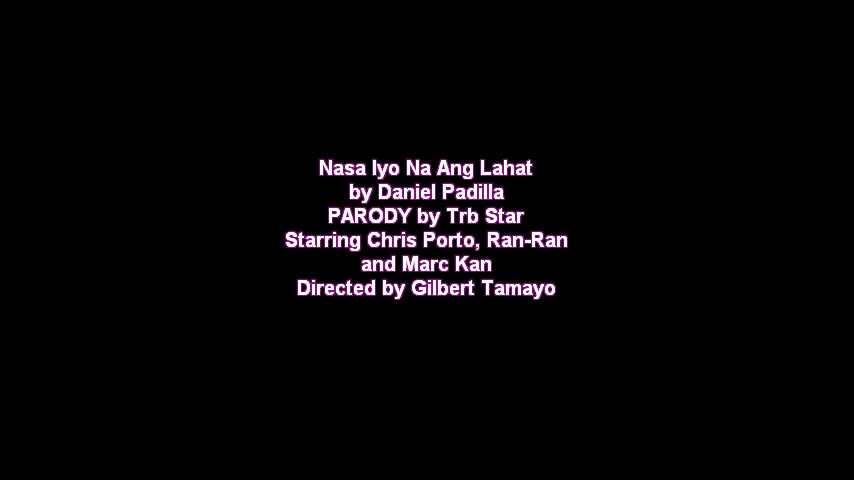 Nasa Iyo Na Ang Lahat
by Daniel Padilla
PARODY by Trb Star
Starring Chris Porto, Ran-Ran
and Marc Kan
Directed by Gilbert Tamayo